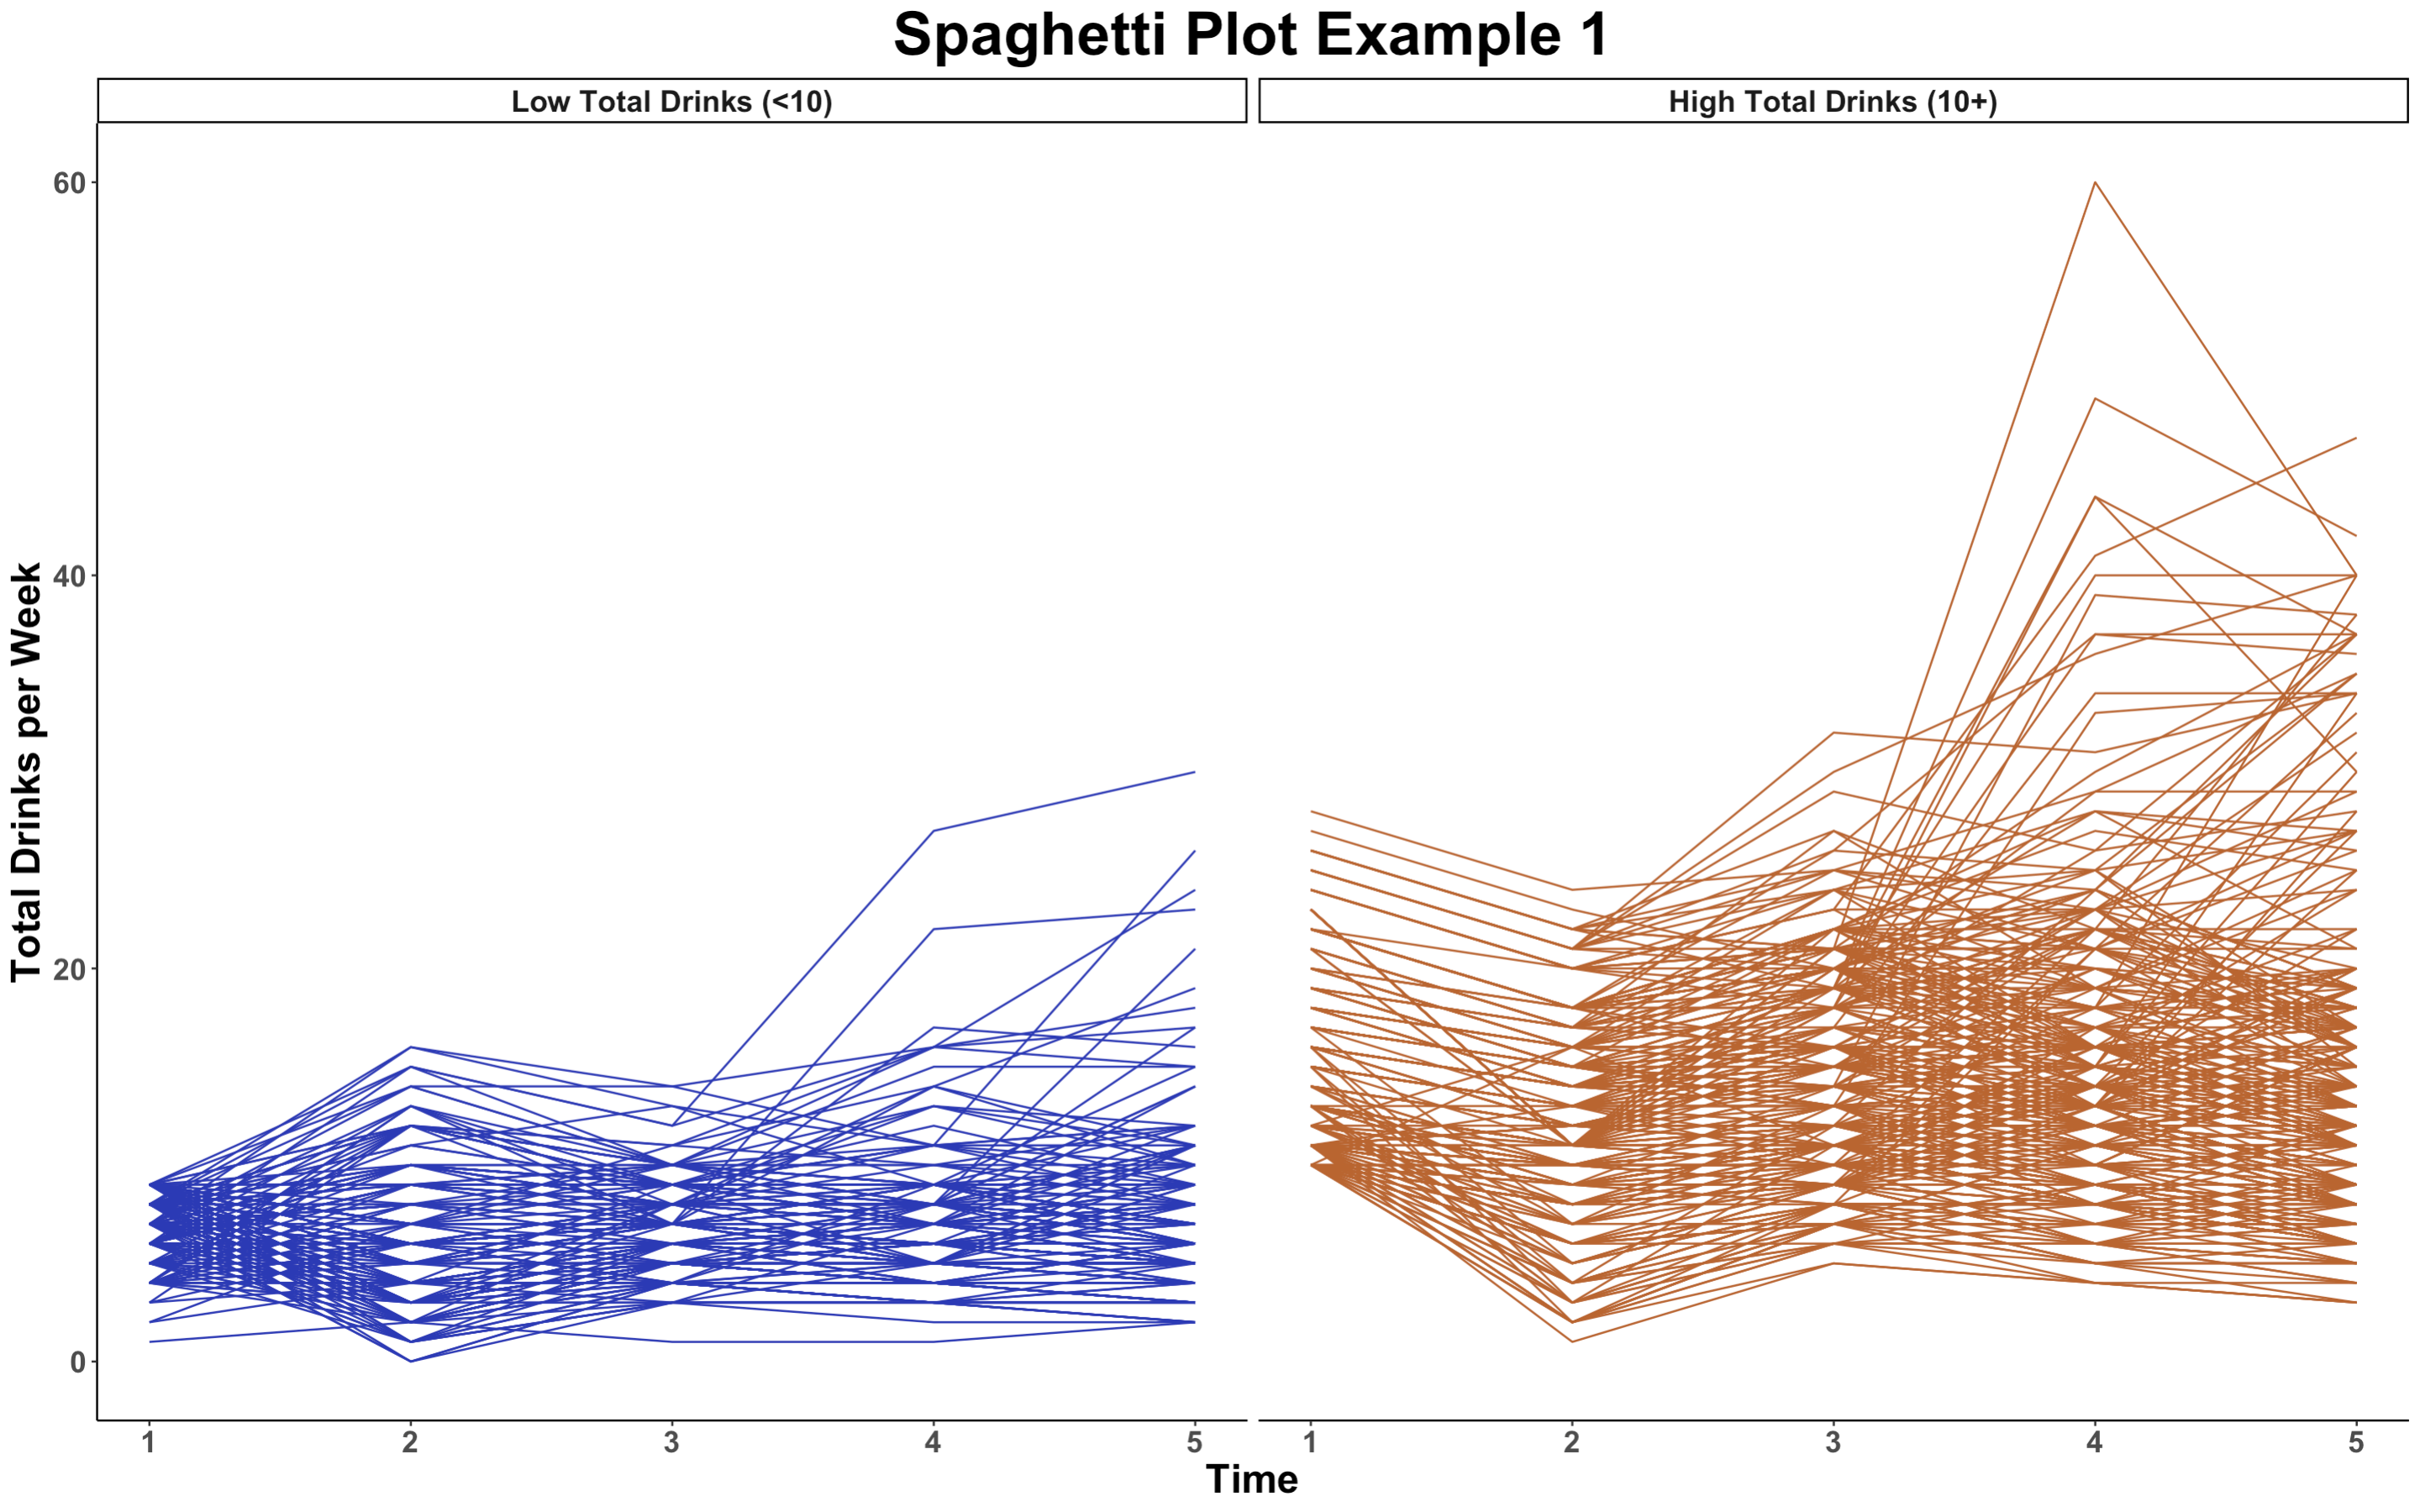 Spaghetti Plot Example 1
Low Total Drinks (<10)
High Total Drinks (10+)
Total Drinks per Week
60
40
20
0
1 2 3 4 5
1 2 3 4 5
Time